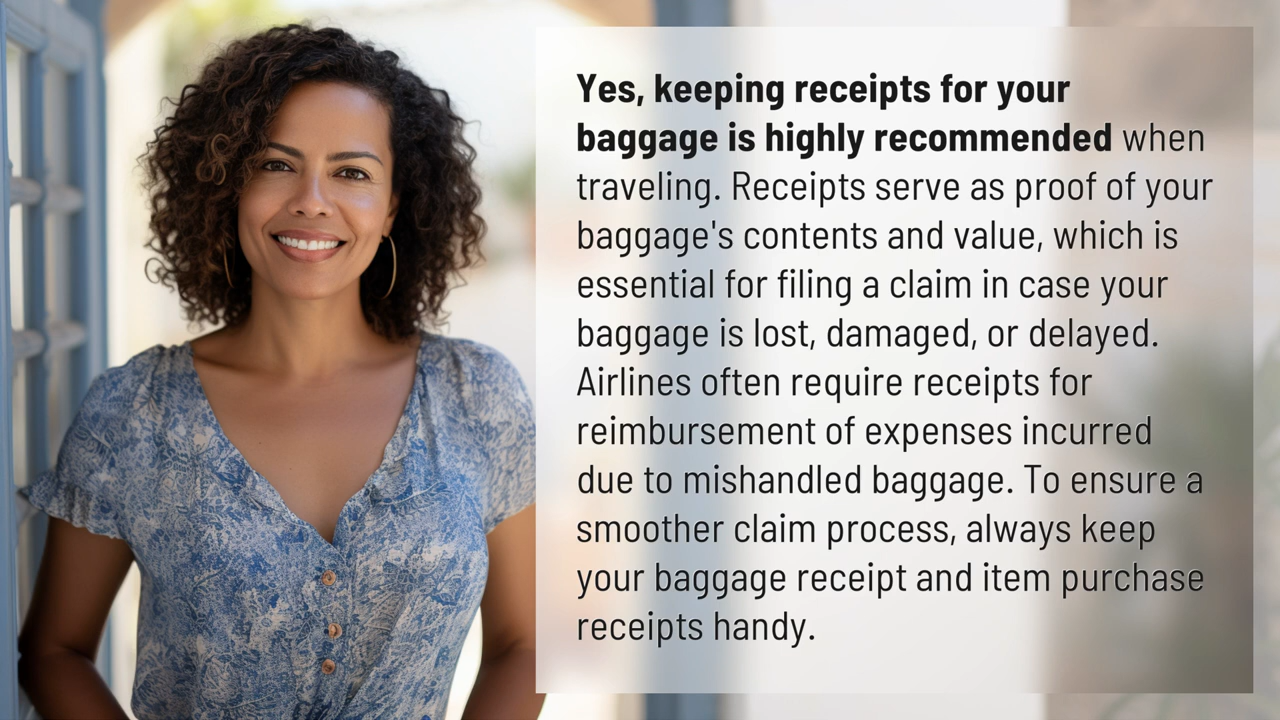 Yes, keeping receipts for your
baggage is highly recommended when
traveling. Receipts serve as proof of your
baggage's contents and value, which is
essential for filing a claim in case your
baggage is lost, damaged, or delayed.
Airlines often require receipts for
reimbursement of expenses incurred
due to mishandled baggage. To ensure a
smoother claim process, always keep
your baggage receipt and item purchase
receipts handy.